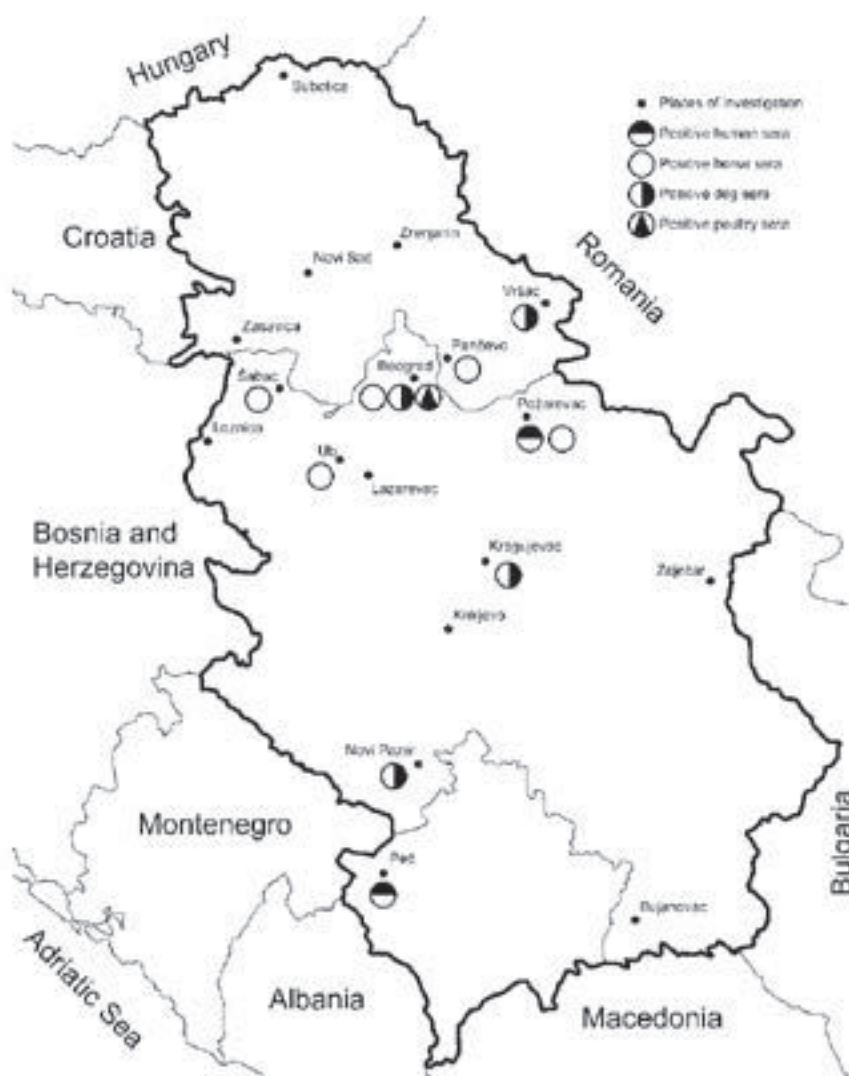 Hungary
Subotica
Places of investigation
Positive human sera
Positive horse sera
Positive dog sera
Positive poultry sera
Croatia
Zrenjanin
Novi Sad
Romania
Vršac
Zasavica
Pančevo
Beograd
Šabac
Požarevac
Loznica
Ub
Lazarevac
Bosnia and
Herzegovina
Kragujevac
Zaječar
Kraljevo
Novi Pazar
Montenegro
Bulgaria
Peć
Bujanovac
Adriatic Sea
Albania
Macedonia